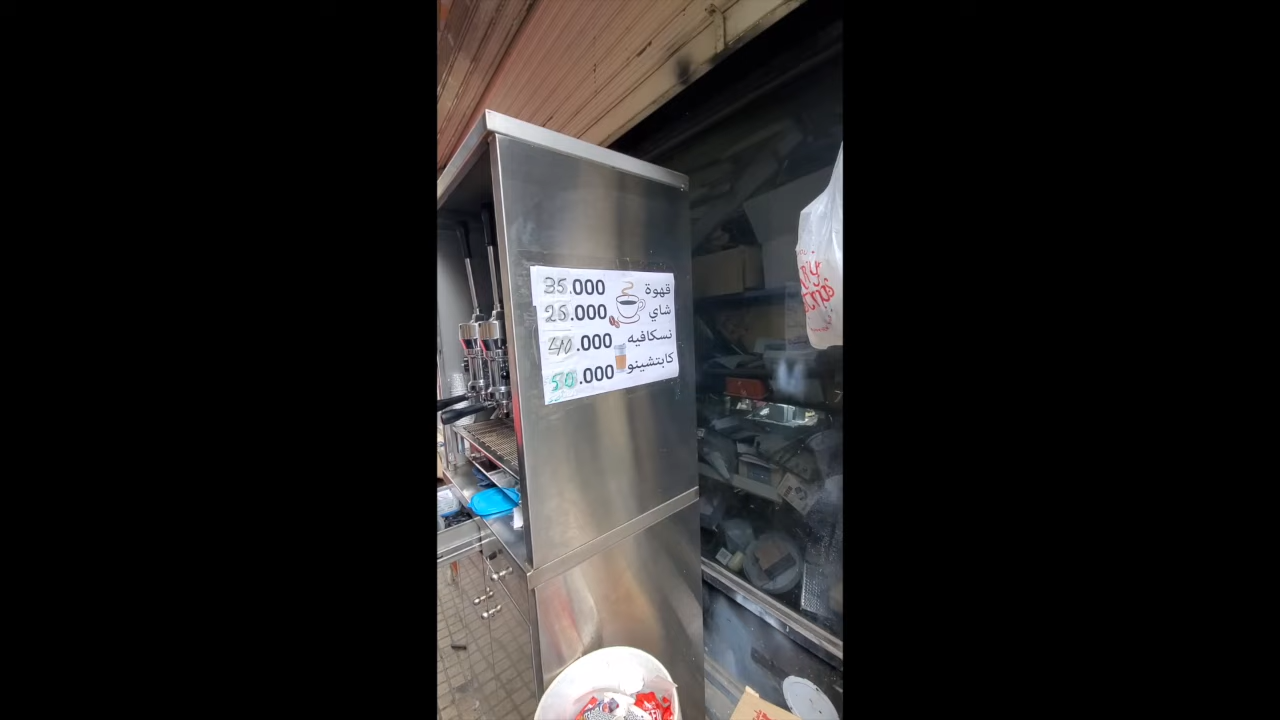 قهوة 35.000
شاي 25.000
نسكافيه 40.000
كابتشينو 50.000